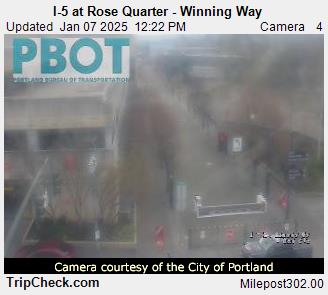 I-5 at Rose Quarter - Winning Way
Updated  Jan 07 2025  12:22 PM  Camera  4
PBOT
PORTLAND BUREAU OF TRANSPORTATION
Camera courtesy of the City of Portland
TripCheck.com  Milepost302.00